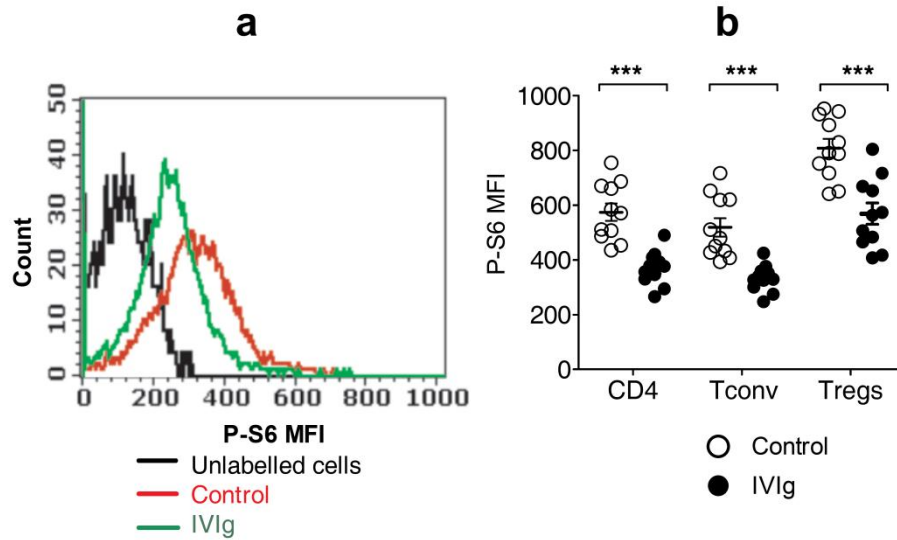 a
50
40
30
20
10
0
Count
0 200 400 600 800 1000
P-S6 MFI
Unlabelled cells
Control
IVIg
b
*** *** ***
1000
800
600
400
200
0
P-S6 MFI
CD4 Tconv Tregs
Control
IVIg